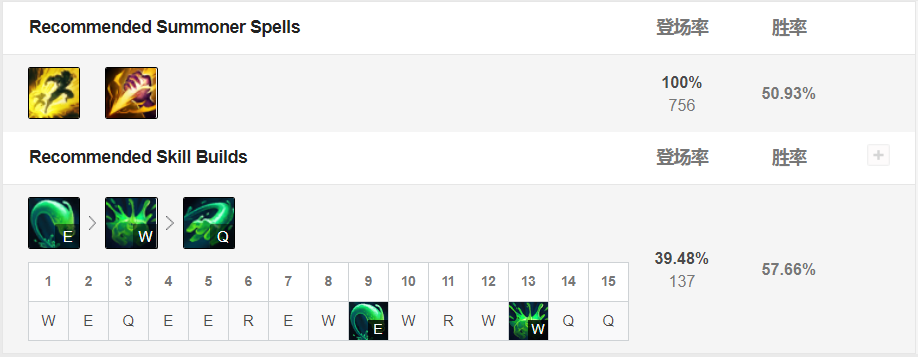 Recommended Summoner Spells 登场率 胜率
100%
756
50.93%
Recommended Skill Builds 登场率 胜率
E W Q
39.48%
137
57.66%
1 2 3 4 5 6 7 8 9 10 11 12 13 14 15
W E Q E E R E W E W R W W Q Q